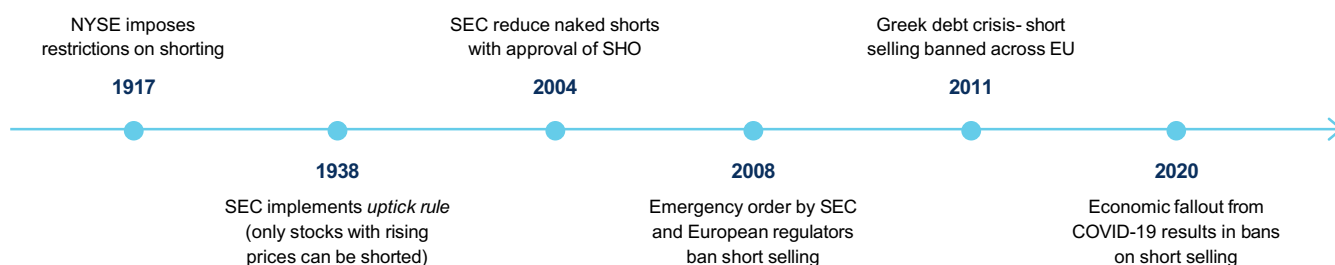 NYSE imposes
restrictions on shorting
1917
SEC implements uptick rule
(only stocks with rising
prices can be shorted)
1938
SEC reduce naked shorts
with approval of SHO
2004
Emergency order by SEC
and European regulators
ban short selling
2008
Greek debt crisis- short
selling banned across EU
2011
2020
Economic fallout from
COVID-19 results in bans
on short selling